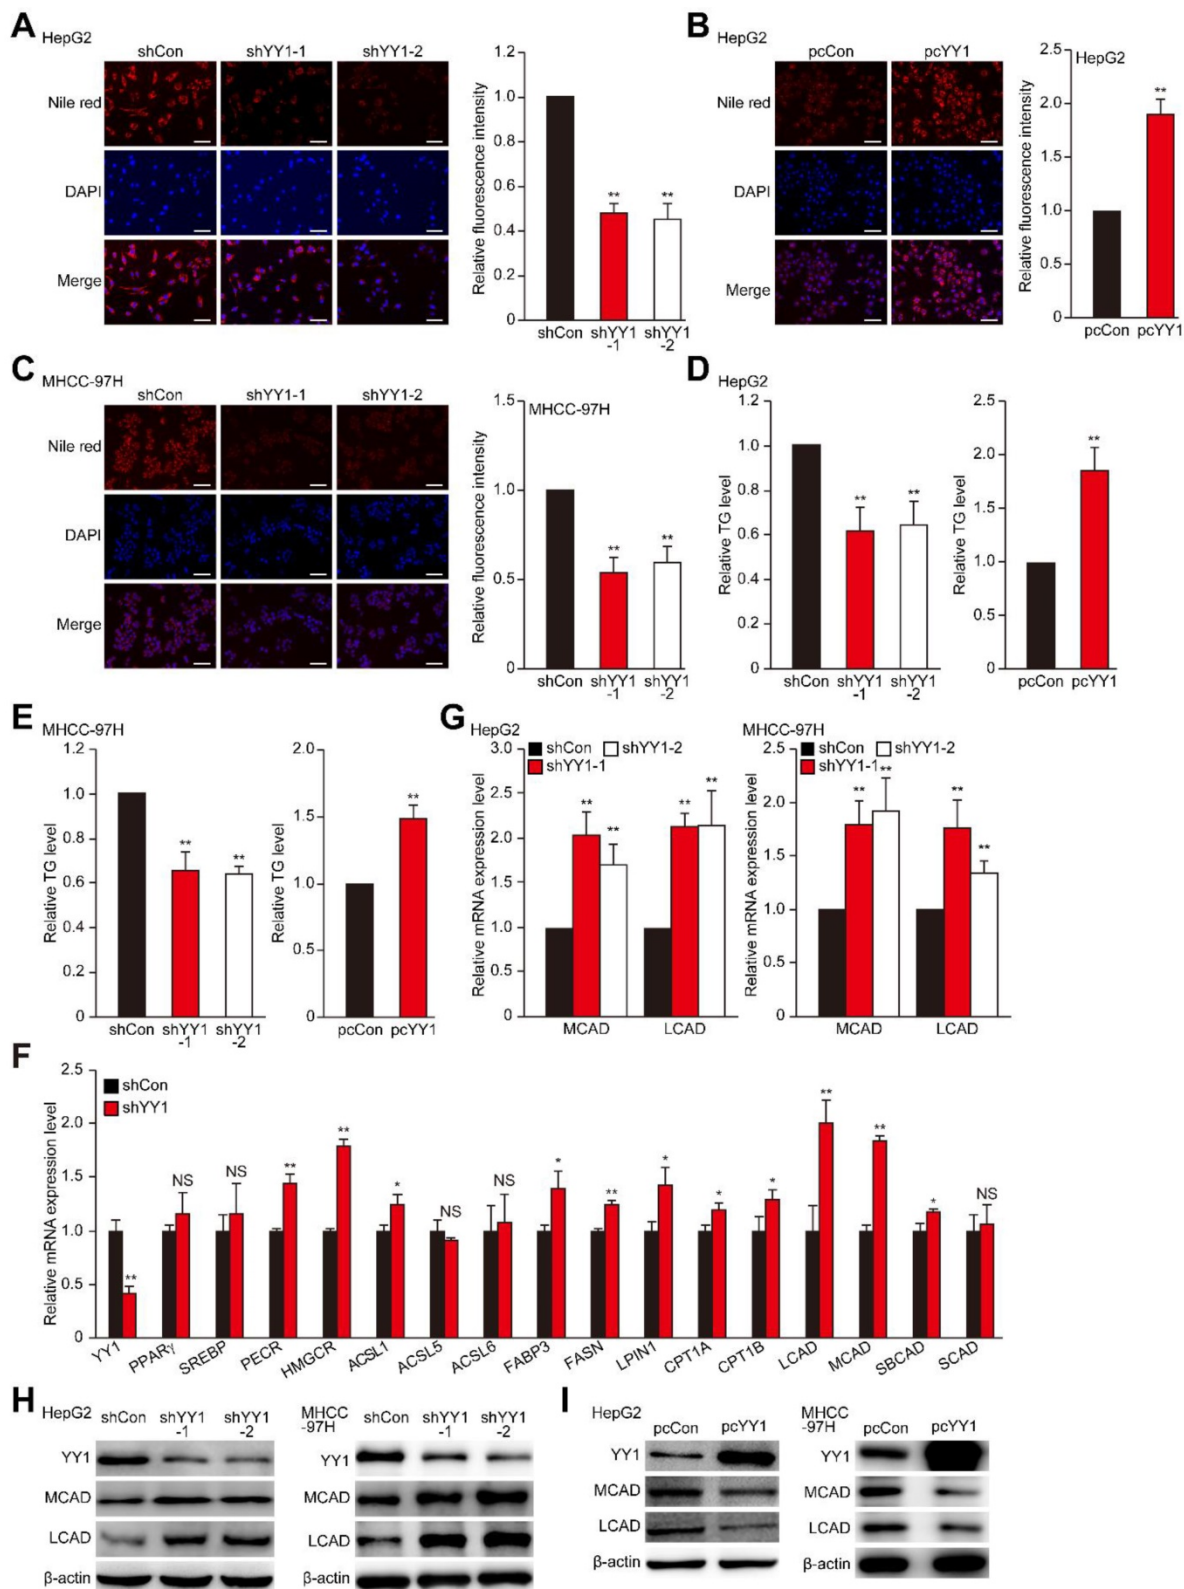 A
HepG2
shCon shYY1-1 shYY1-2
Nile red
DAPI
Merge
Relative fluorescence intensity
1.2
1.0
0.8
0.6
0.4
0.2
0
** **
shCon shYY1 shYY1
-1 -2
B
HepG2
pcCon pcYY1
Nile red
DAPI
Merge
Relative fluorescence intensity
2.5
2.0
1.5
1.0
0.5
0
HepG2
**
pcCon pcYY1
C
MHCC-97H
shCon shYY1-1 shYY1-2
Nile red
DAPI
Merge
Relative fluorescence intensity
1.5
1.0
0.5
0
MHCC-97H
** **
shCon shYY1 shYY1
-1 -2
D
HepG2
Relative TG level
1.2
1.0
0.8
0.6
0.4
0.2
0
** **
shCon shYY1 shYY1
-1 -2
Relative TG level
2.5
2.0
1.5
1.0
0.5
0
**
pcCon pcYY1
E
MHCC-97H
Relative TG level
1.2
1.0
0.8
0.6
0.4
0.2
0
** **
shCon shYY1 shYY1
-1 -2
Relative TG level
2.0
1.5
1.0
0.5
0
**
pcCon pcYY1
G
HepG2
shCon shYY1-2
shYY1-1
Relative mRNA expression level
3.0
2.5
2.0
1.5
1.0
0.5
0
** ** ** **
MCAD LCAD
MHCC-97H
shCon shYY1-2
shYY1-1
Relative mRNA expression level
2.5
2.0
1.5
1.0
0.5
0
** ** ** **
MCAD LCAD
F
shCon
shYY1
Relative mRNA expression level
2.5
2.0
1.5
1.0
0.5
0
** NS NS ** ** * NS NS * ** * * * ** ** * NS
YY1 PPARγ SREBP PECR HMGCR ACSL1 ACSL5 ACSL6 FABP3 FASN LPIN1 CPT1A CPT1B LCAD MCAD SBCAD SCAD
H
HepG2
shCon shYY1 shYY1
-1 -2
YY1
MCAD
LCAD
β-actin
MHCC
-97H
shCon shYY1 shYY1
-1 -2
YY1
MCAD
LCAD
β-actin
I
HepG2
pcCon pcYY1
YY1
MCAD
LCAD
β-actin
MHCC
-97H
pcCon pcYY1
YY1
MCAD
LCAD
β-actin